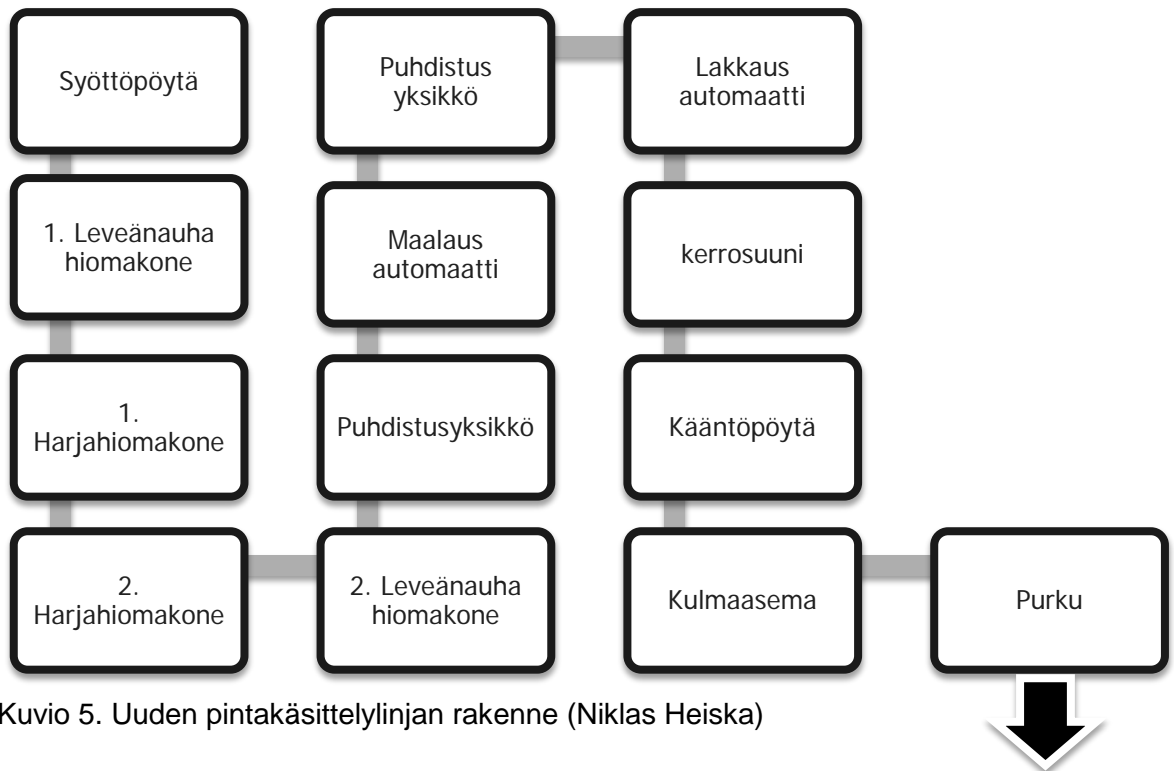 Syöttöpöytä
1. Leveänauha
hiomakone
1.
Harjahiomakone
2.
Harjahiomakone
2. Leveänauha
hiomakone
Puhdistusyksikkö
Maalaus
automaatti
Puhdistus
yksikkö
Lakkaus
automaatti
kerrosuuni
Kääntöpöytä
Kulmaasema
Purku
Kuvio 5. Uuden pintakäsittelylinjan rakenne (Niklas Heiska)